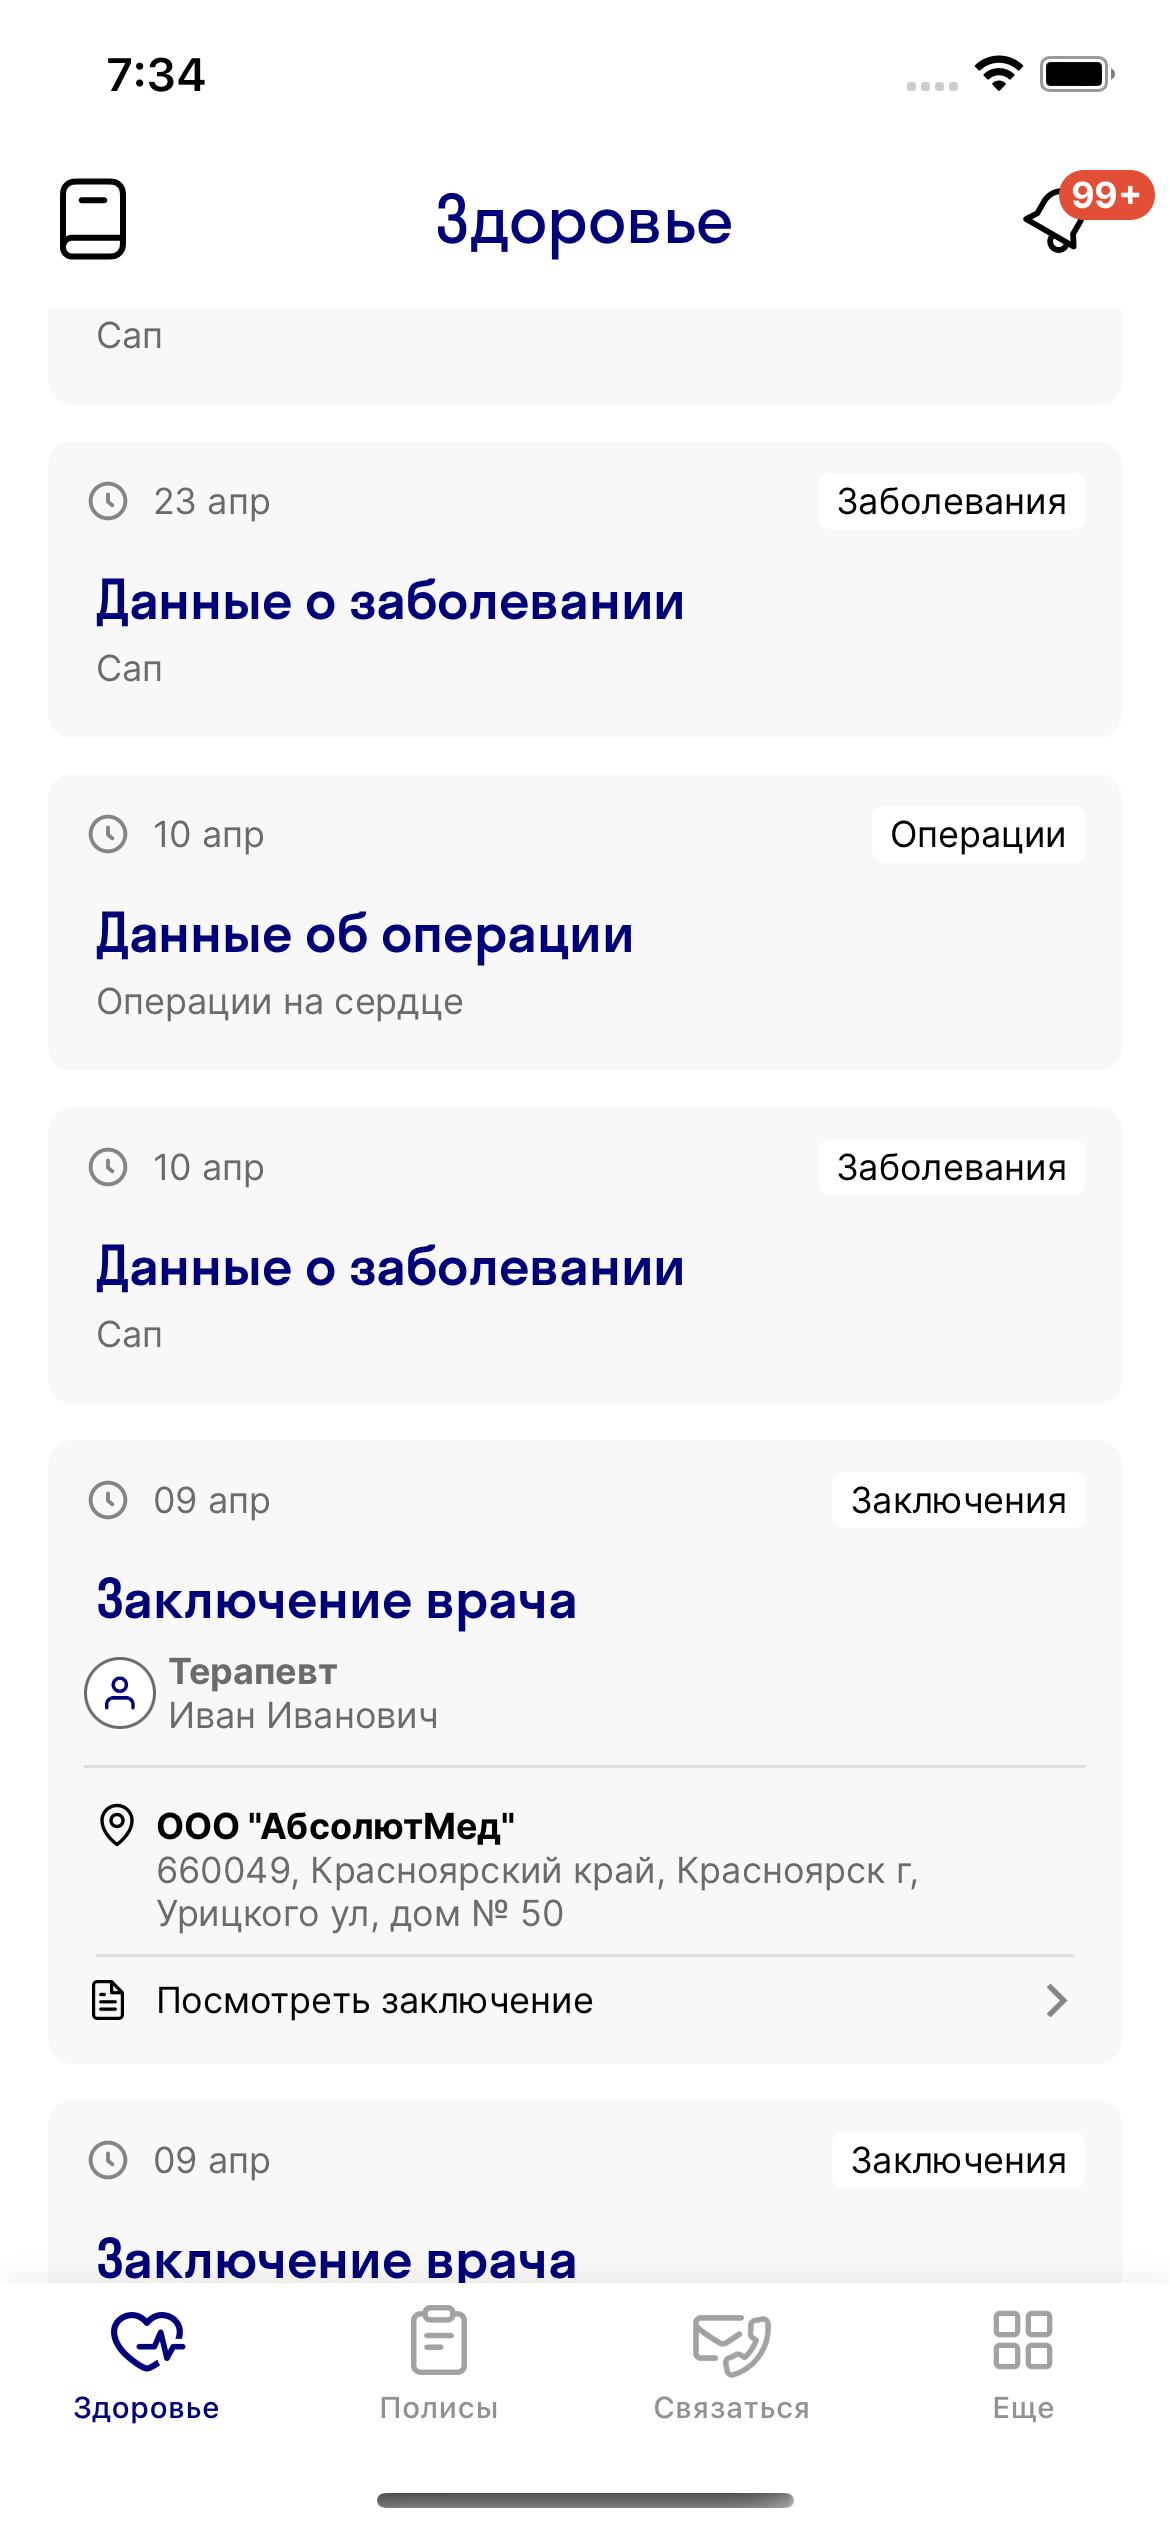 7:34
Здоровье
99+
Сап
23 апр
Заболевания
Данные о заболевании
Сап
10 апр
Операции
Данные об операции
Операции на сердце
10 апр
Заболевания
Данные о заболевании
Сап
09 апр
Заключения
Заключение врача
Терапевт
Иван Иванович
ООО "АбсолютМед"
660049, Красноярский край, Красноярск г,
Урицкого ул, дом № 50
Посмотреть заключение
09 апр
Заключения
Заключение врача
Здоровье
Полисы
Связаться
Еще